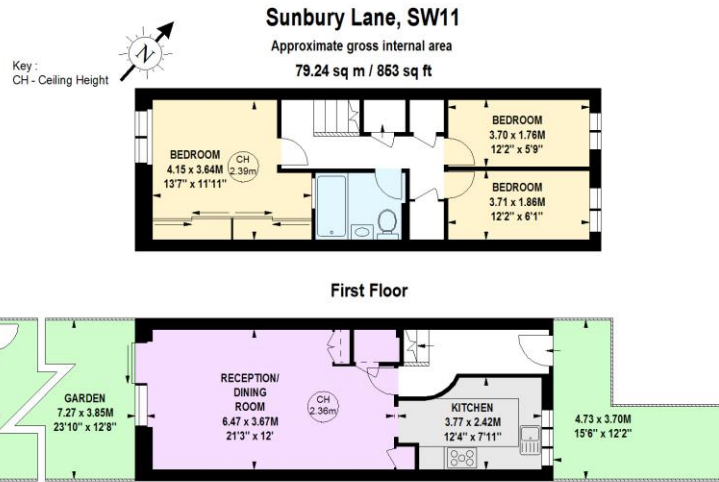 Sunbury Lane, SW11
Approximate gross internal area
79.24 sq m / 853 sq ft
Key :
CH - Ceiling Height
N
BEDROOM
4.15 x 3.64M
13'7" x 11'11"
CH
2.39m
BEDROOM
3.70 x 1.76M
12'2" x 5'9"
BEDROOM
3.71 x 1.86M
12'2" x 6'1"
First Floor
GARDEN
7.27 x 3.85M
23'10" x 12'8"
RECEPTION/
DINING
ROOM
6.47 x 3.67M
21'3" x 12'
CH
2.36m
KITCHEN
3.77 x 2.42M
12'4" x 7'11"
4.73 x 3.70M
15'6" x 12'2"